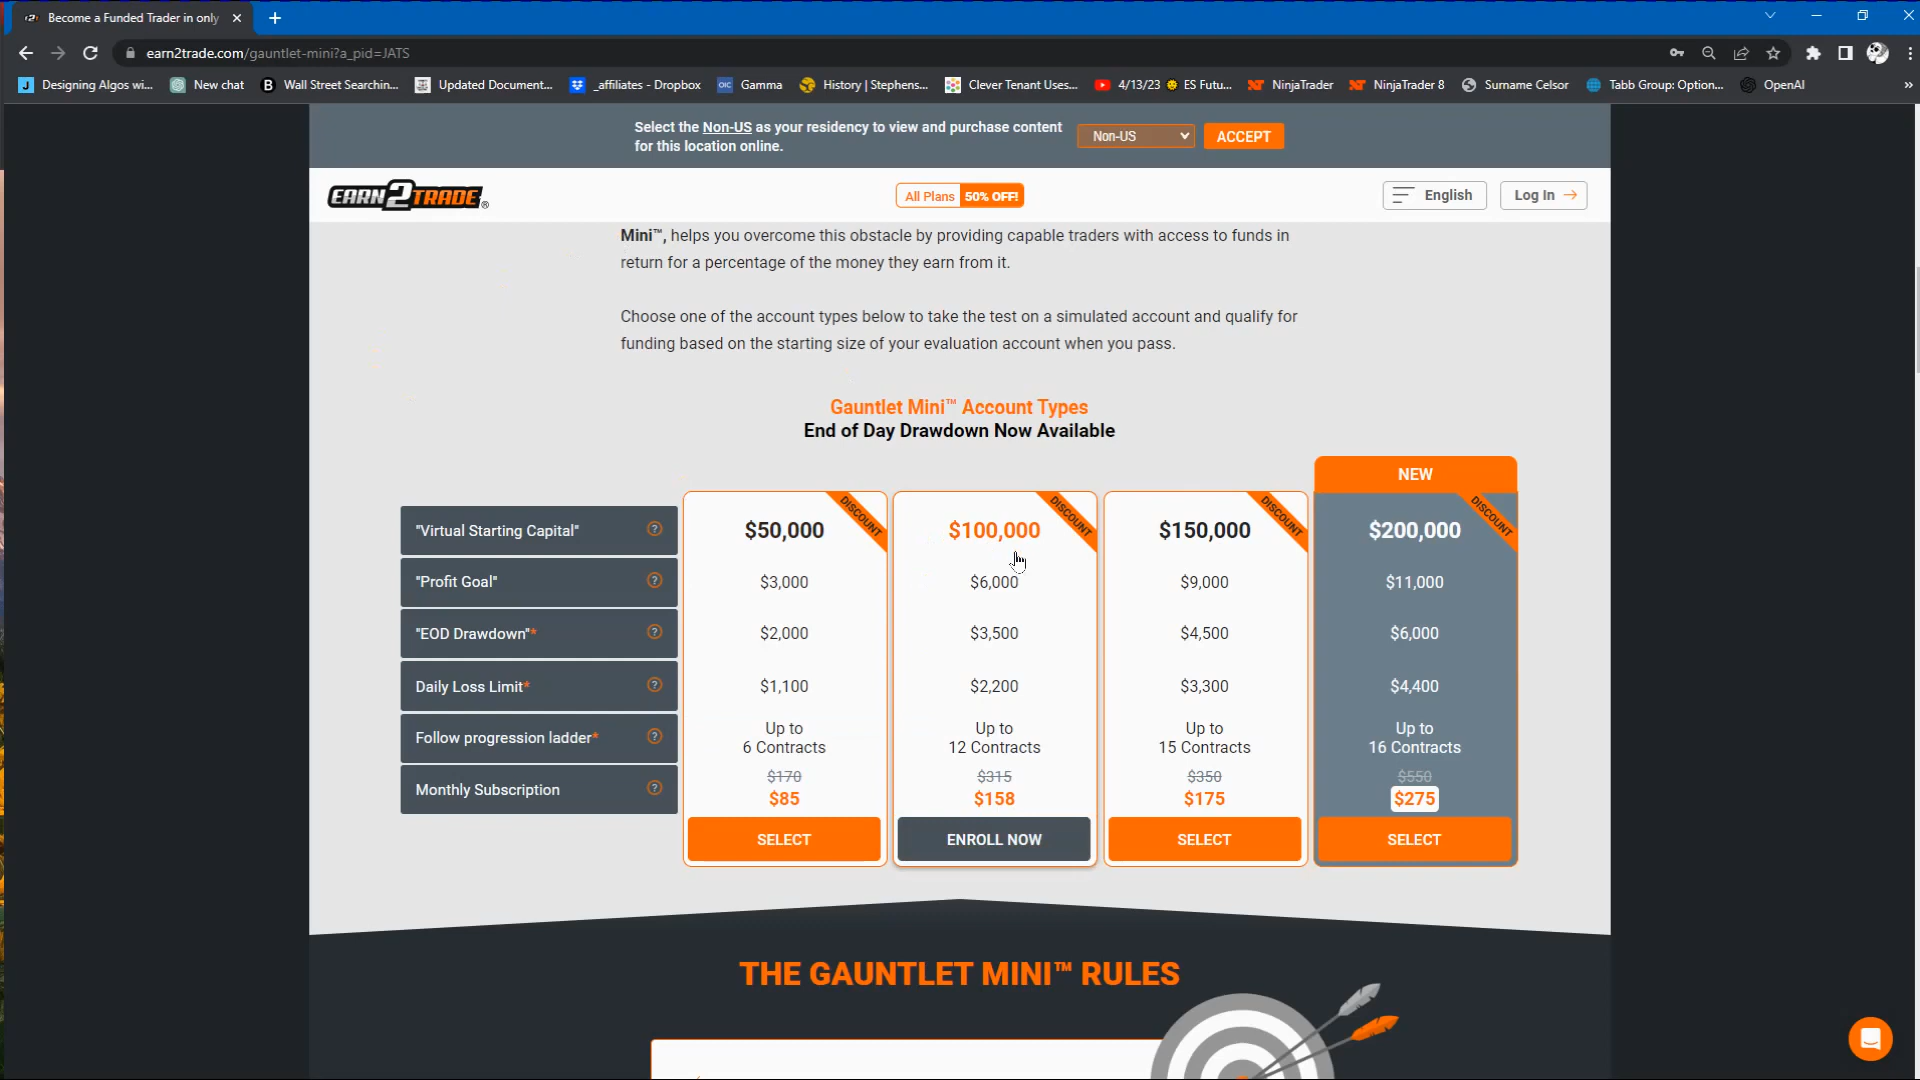 Become a Funded Trader in only
earn2trade.com/gauntlet-mini?a_pid=JATS
Designing Algos wi...
New chat
Wall Street Searchin...
Updated Document...
_affiliates - Dropbox
OIC Gamma
History | Stephens...
Clever Tenant Uses...
4/13/23 🌞 ES Futu...
NinjaTrader
NinjaTrader 8
Surname Celsor
Tabb Group: Option...
OpenAI
Select the Non-US as your residency to view and purchase content
for this location online.
Non-US
ACCEPT
EARN2TRADE®
All Plans 50% OFF!
English
Log In
Mini™, helps you overcome this obstacle by providing capable traders with access to funds in
return for a percentage of the money they earn from it.
Choose one of the account types below to take the test on a simulated account and qualify for
funding based on the starting size of your evaluation account when you pass.
Gauntlet Mini™ Account Types
End of Day Drawdown Now Available
NEW
DISCOUNT DISCOUNT DISCOUNT DISCOUNT
"Virtual Starting Capital" ? $50,000 $100,000 $150,000 $200,000
"Profit Goal" ? $3,000 $6,000 $9,000 $11,000
"EOD Drawdown"* ? $2,000 $3,500 $4,500 $6,000
Daily Loss Limit* ? $1,100 $2,200 $3,300 $4,400
Up to Up to Up to Up to
Follow progression ladder* ? 6 Contracts 12 Contracts 15 Contracts 16 Contracts
$170 $315 $350 $550
Monthly Subscription ? $85 $158 $175 $275
SELECT ENROLL NOW SELECT SELECT
THE GAUNTLET MINI™ RULES